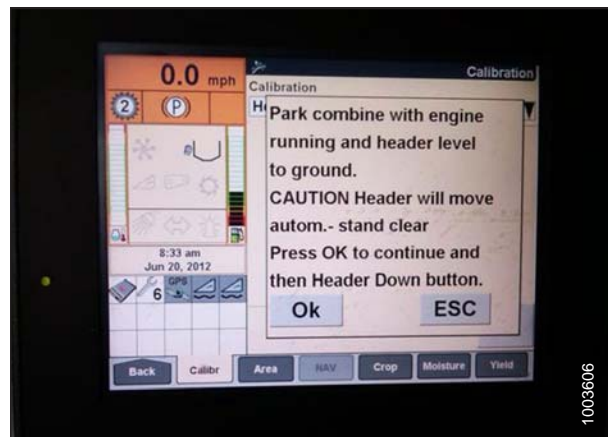 0.0 mph
Calibration
2
P
Calibration
Park combine with engine
running and header level
to ground.
CAUTION Header will move
autom.- stand clear
Press OK to continue and
then Header Down button.
Ok
ESC
8:33 am
Jun 20, 2012
6
GPS
Back
Calibr
Area
NAV
Crop
Moisture
Yield
1003606